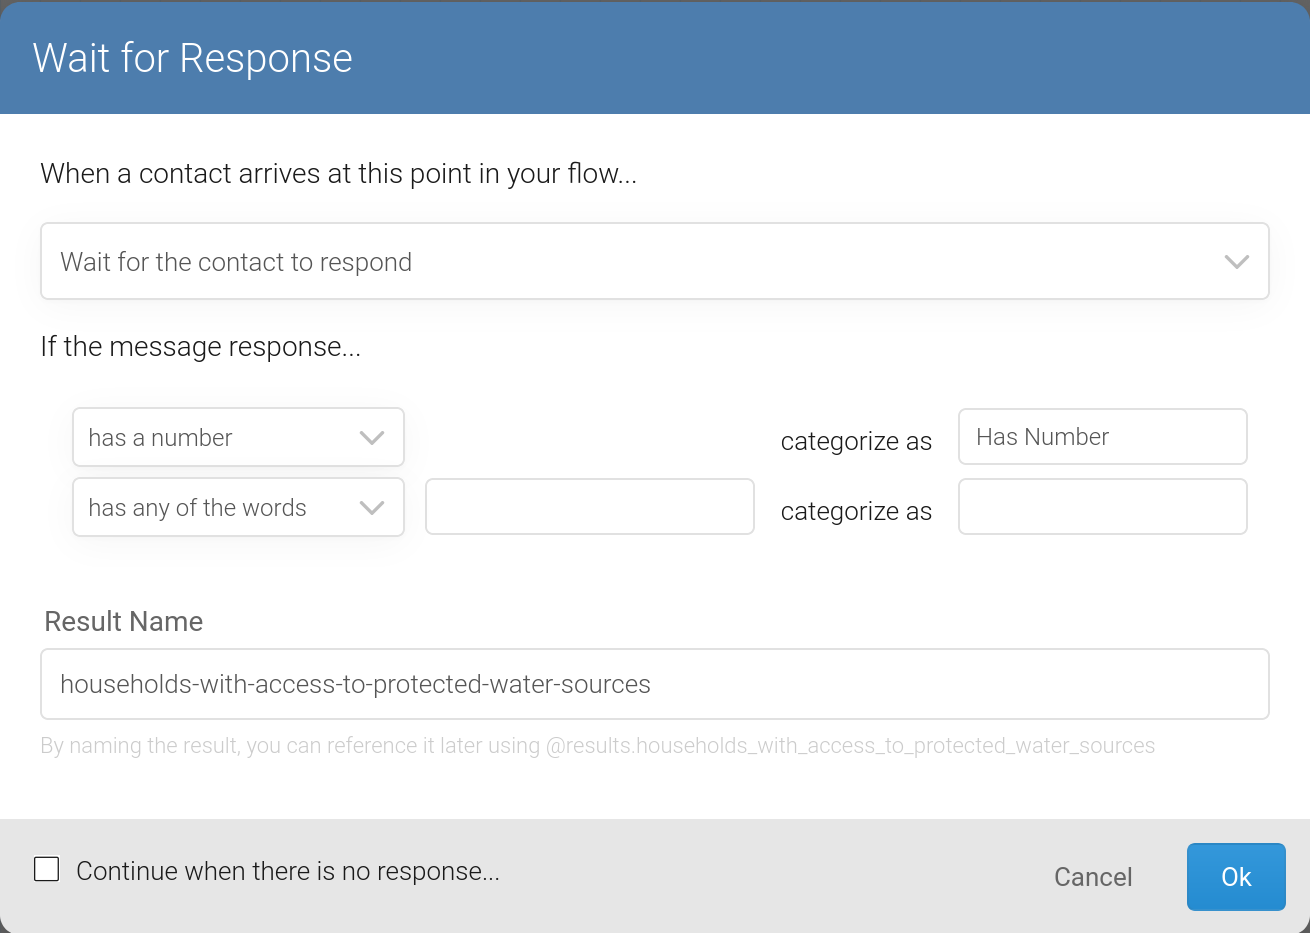 Wait for Response
When a contact arrives at this point in your flow...
Wait for the contact to respond
If the message response...
has a number categorize as Has Number
has any of the words categorize as
Result Name
households-with-access-to-protected-water-sources
By naming the result, you can reference it later using @results.households_with_access_to_protected_water_sources
Continue when there is no response... Cancel Ok